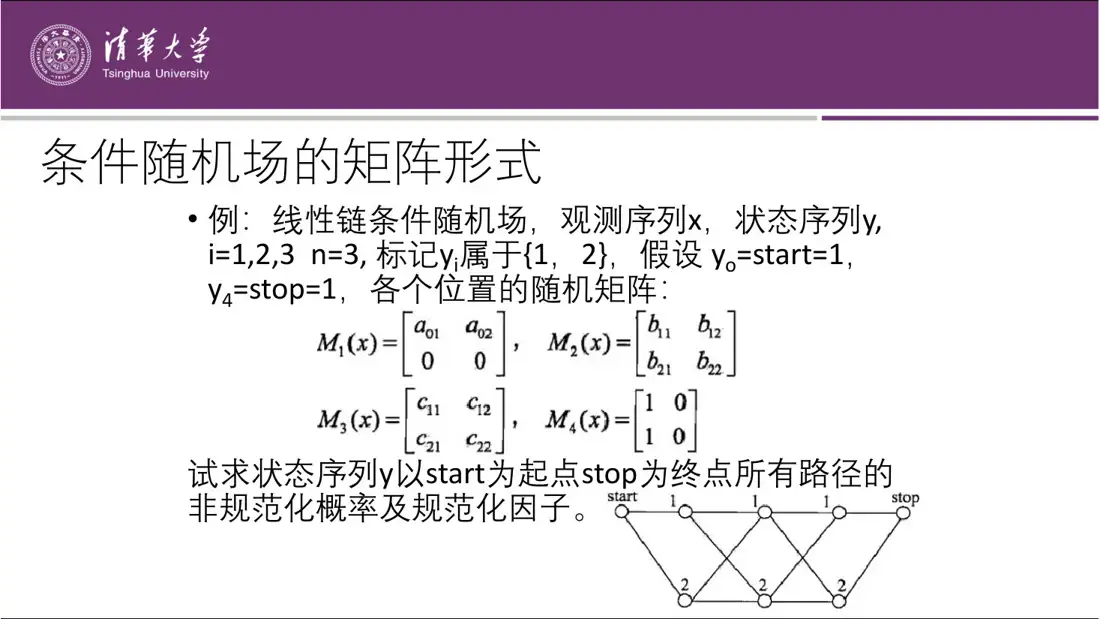 清华大学
Tsinghua University
条件随机场的矩阵形式
• 例：线性链条件随机场，观测序列x，状态序列y,
i=1,2,3 n=3, 标记yᵢ属于{1，2}，假设 y₀=start=1，
y₄=stop=1，各个位置的随机矩阵：
M₁(x)=[a₀₁ a₀₂; 0 0]， M₂(x)=[b₁₁ b₁₂; b₂₁ b₂₂]
M₃(x)=[c₁₁ c₁₂; c₂₁ c₂₂]， M₄(x)=[1 0; 1 0]
试求状态序列y以start为起点stop为终点所有路径的
非规范化概率及规范化因子。
start 1 1 1 stop
2 2 2